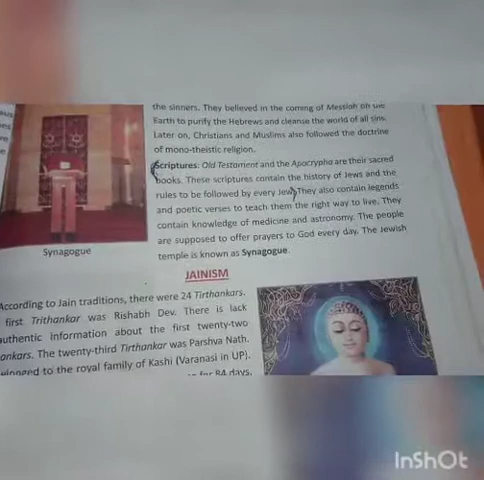 the sinners. They believed in the coming of Messiah on the
Earth to purify the Hebrews and cleanse the world of all sins.
Later on, Christians and Muslims also followed the doctrine
of mono-theistic religion.
Scriptures: Old Testament and the Apocrypha are their sacred
books. These scriptures contain the history of Jews and the
rules to be followed by every Jew. They also contain legends
and poetic verses to teach them the right way to live. They
contain knowledge of medicine and astronomy. The people
are supposed to offer prayers to God every day. The Jewish
temple is known as Synagogue.
Synagogue
JAINISM
According to Jain traditions, there were 24 Tirthankars.
first Trithankar was Rishabh Dev. There is lack
authentic information about the first twenty-two
ankars. The twenty-third Tirthankar was Parshva Nath.
elonged to the royal family of Kashi (Varanasi in UP).
for 84 days.
InShOt